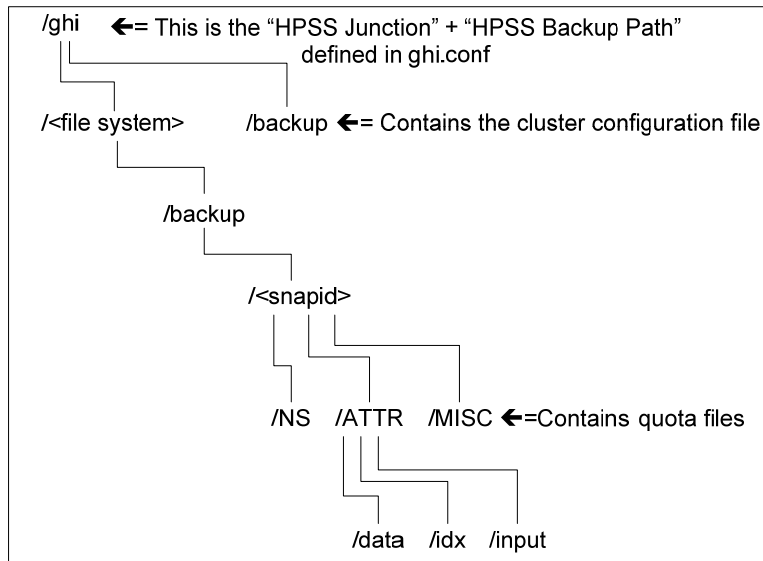 /ghi 🡸= This is the “HPSS Junction” + “HPSS Backup Path”
defined in ghi.conf
/<file system> /backup 🡸= Contains the cluster configuration file
/backup
/<snapid>
/NS /ATTR /MISC 🡸=Contains quota files
/data /idx /input